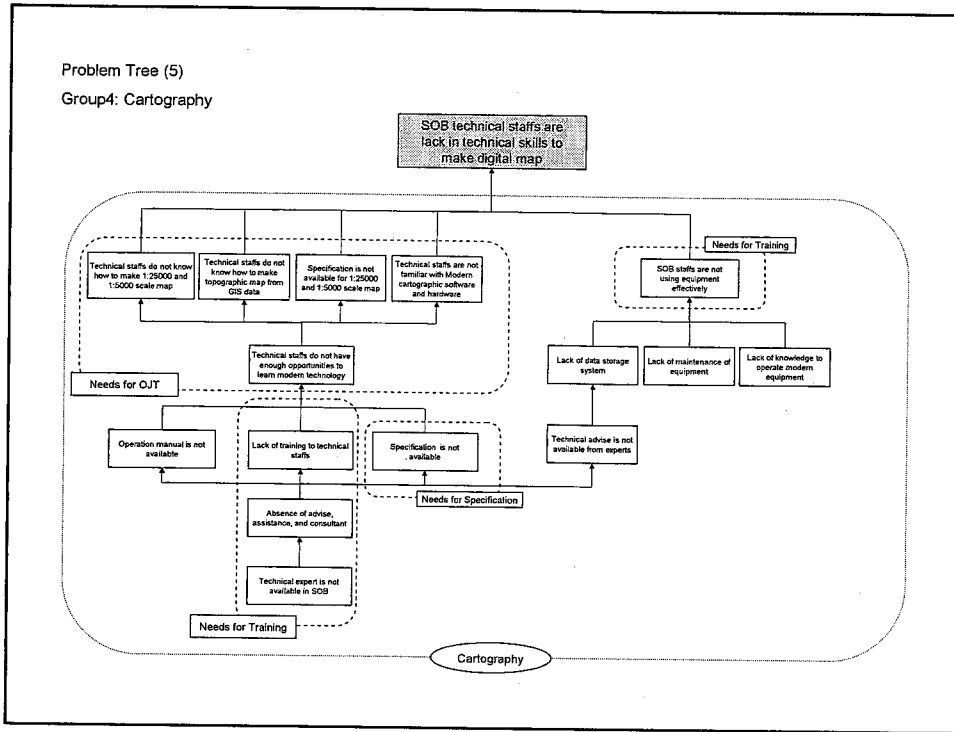 Problem Tree (5)
Group4: Cartography
SOB technical staffs are
lack in technical skills to
make digital map
Needs for Training
Technical staffs do not know
how to make 1:25000 and
1:5000 scale map
Technical staffs do not
know how to make
topographic map from
GIS data
Specification is not
available for 1:25000
and 1:5000 scale map
Technical staffs are not
familiar with Modern
cartographic software
and hardware
SOB staffs are not
using equipment
effectively
Technical staffs do not have
enough opportunities to
learn modern technology
Lack of data storage
system
Lack of maintenance of
equipment
Lack of knowledge to
operate modern
equipment
Needs for OJT
Operation manual is not
available
Lack of training to technical
staffs
Specification is not
available
Technical advise is not
available from experts
Needs for Specification
Absence of advise,
assistance, and consultant
Technical expert is not
available in SOB
Needs for Training
Cartography